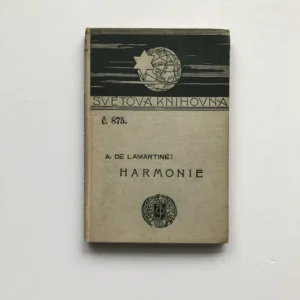 SVĚTOVÁ KNIHOVNA
Č. 875.
A. DE LAMARTINE:
HARMONIE